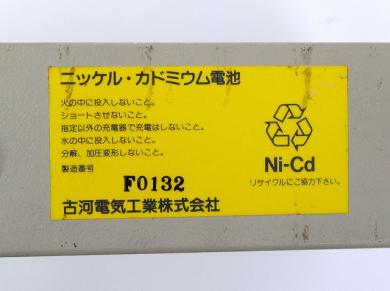 ニッケル・カドミウム電池
火の中に投入しないこと。
ショートさせないこと。
指定以外の充電器で充電はしないこと。
水の中に投入しないこと。
分解、加圧変形しないこと。
製造番号
F0132
古河電気工業株式会社
Ni-Cd
リサイクルにご協力下さい。